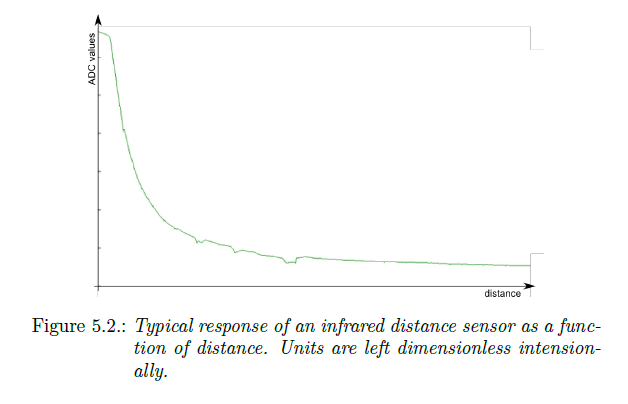 ADC values
distance
Figure 5.2.: Typical response of an infrared distance sensor as a func-
tion of distance. Units are left dimensionless intension-
ally.